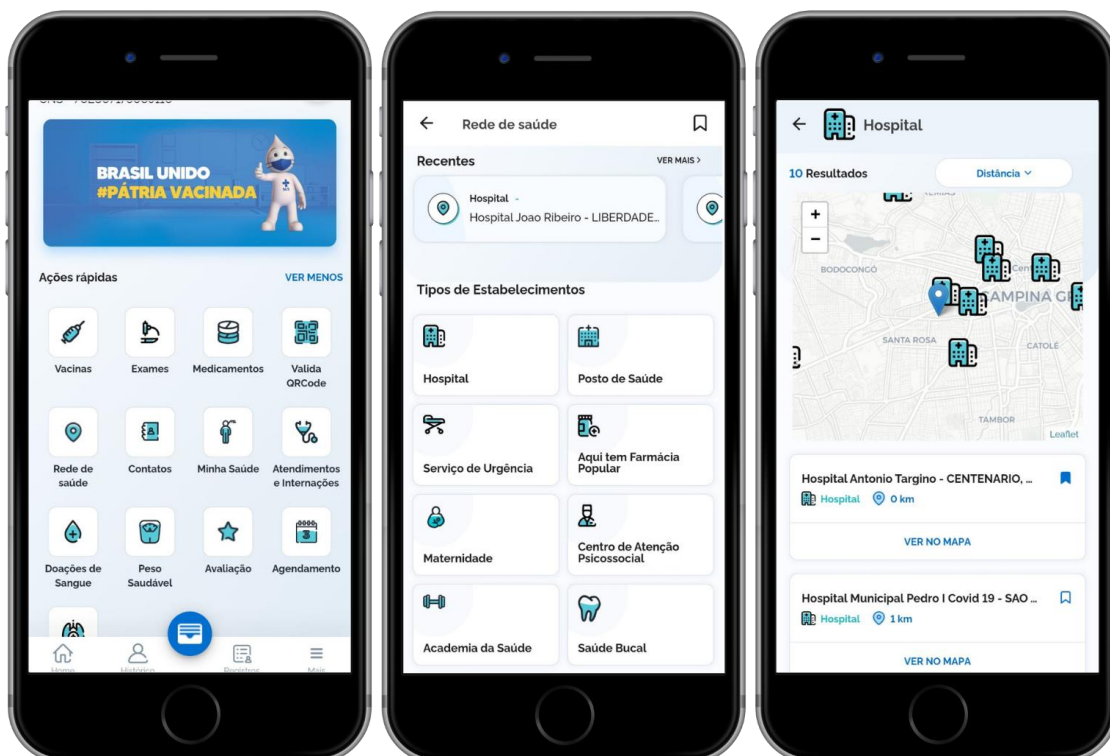 BRASIL UNIDO
#PÁTRIA VACINADA
Ações rápidas
VER MENOS
Vacinas
Exames
Medicamentos
Valida
QRCode
Rede de
saúde
Contatos
Minha Saúde
Atendimentos
e Internações
Doações de
Sangue
Peso
Saudável
Avaliação
Agendamento
Home
Histórico
Registros
Mais
Rede de saúde
Recentes
VER MAIS >
Hospital -
Hospital Joao Ribeiro - LIBERDADE...
Tipos de Estabelecimentos
Hospital
Posto de Saúde
Serviço de Urgência
Aqui tem Farmácia
Popular
Maternidade
Centro de Atenção
Psicossocial
Academia da Saúde
Saúde Bucal
Hospital
10 Resultados
Distância
+
−
BODOCONGÓ
Cen
CAMPINA G
SANTA ROSA
CATOLÉ
TAMBOR
Leaflet
Hospital Antonio Targino - CENTENARIO, ...
Hospital
0 km
VER NO MAPA
Hospital Municipal Pedro I Covid 19 - SAO ...
Hospital
1 km
VER NO MAPA